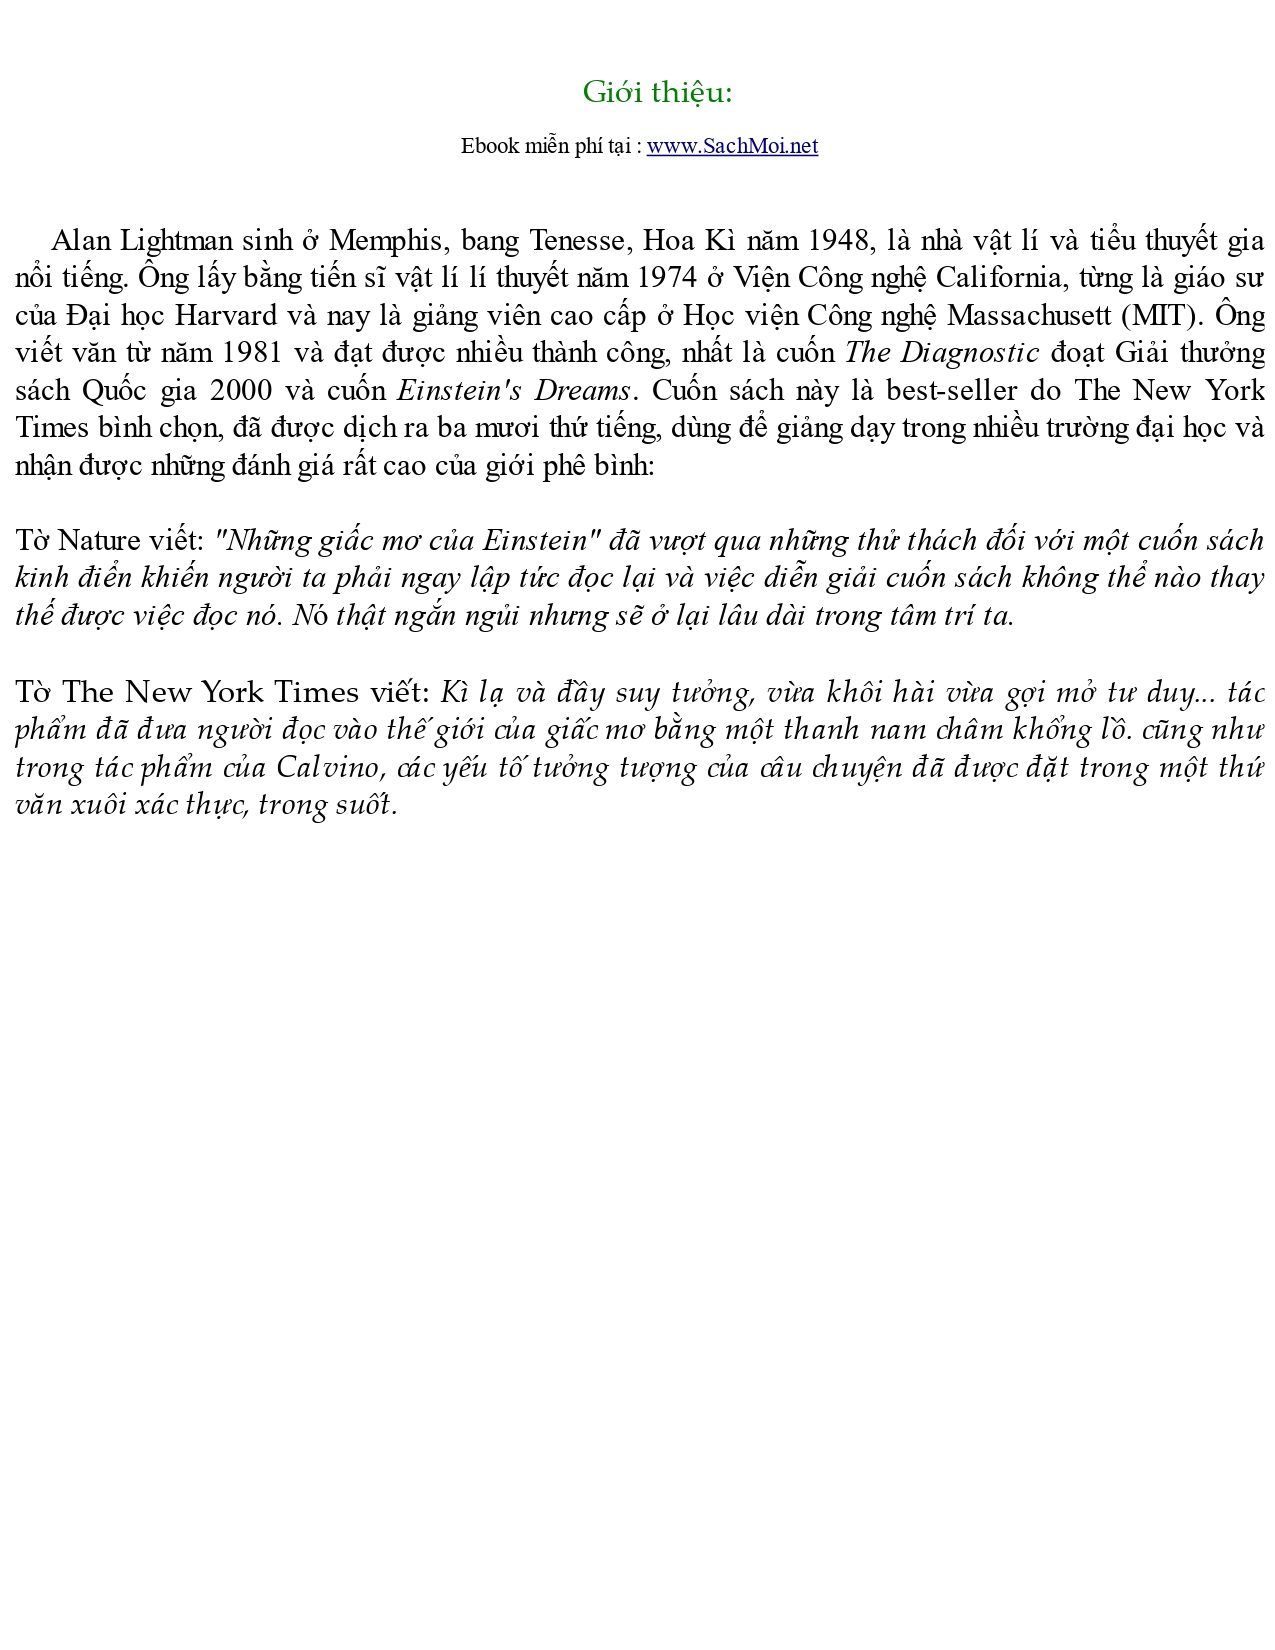 Giới thiệu:
Ebook miễn phí tại : www.SachMoi.net
Alan Lightman sinh ở Memphis, bang Tenesse, Hoa Kì năm 1948, là nhà vật lí và tiểu thuyết gia
nổi tiếng. Ông lấy bằng tiến sĩ vật lí lí thuyết năm 1974 ở Viện Công nghệ California, từng là giáo sư
của Đại học Harvard và nay là giảng viên cao cấp ở Học viện Công nghệ Massachusett (MIT). Ông
viết văn từ năm 1981 và đạt được nhiều thành công, nhất là cuốn The Diagnostic đoạt Giải thưởng
sách Quốc gia 2000 và cuốn Einstein's Dreams. Cuốn sách này là best-seller do The New York
Times bình chọn, đã được dịch ra ba mươi thứ tiếng, dùng để giảng dạy trong nhiều trường đại học và
nhận được những đánh giá rất cao của giới phê bình:
Tờ Nature viết: "Những giấc mơ của Einstein" đã vượt qua những thử thách đối với một cuốn sách
kinh điển khiến người ta phải ngay lập tức đọc lại và việc diễn giải cuốn sách không thể nào thay
thế được việc đọc nó. Nó thật ngắn ngủi nhưng sẽ ở lại lâu dài trong tâm trí ta.
Tờ The New York Times viết: Kì lạ và đầy suy tưởng, vừa khôi hài vừa gợi mở tư duy... tác
phẩm đã đưa người đọc vào thế giới của giấc mơ bằng một thanh nam châm khổng lồ. cũng như
trong tác phẩm của Calvino, các yếu tố tưởng tượng của câu chuyện đã được đặt trong một thứ
văn xuôi xác thực, trong suốt.